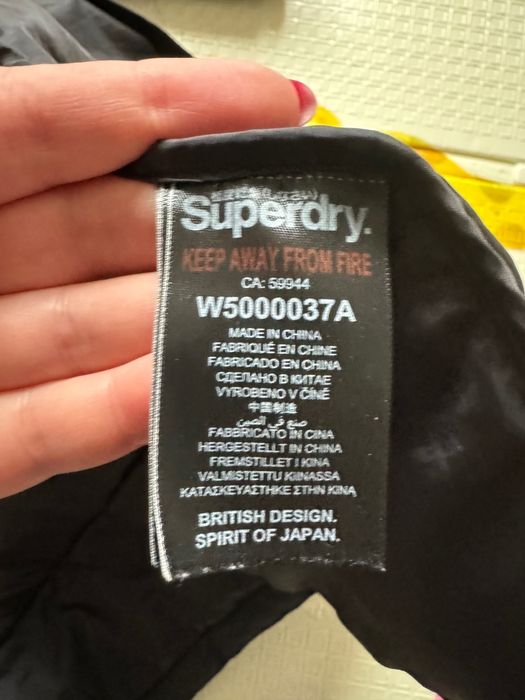 Superdry.
KEEP AWAY FROM FIRE
CA: 59944
W5000037A
MADE IN CHINA
FABRIQUÉ EN CHINE
FABRICADO EN CHINA
СДЕЛАНО В КИТАЕ
VYROBENO V ČÍNĚ
中国制造
صنع في الصين
FABBRICATO IN CINA
HERGESTELLT IN CHINA
FREMSTILLET I KINA
VALMISTETTU KIINASSA
ΚΑΤΑΣΚΕΥΑΣΤΗΚΕ ΣΤΗΝ ΚΙΝΑ
BRITISH DESIGN.
SPIRIT OF JAPAN.